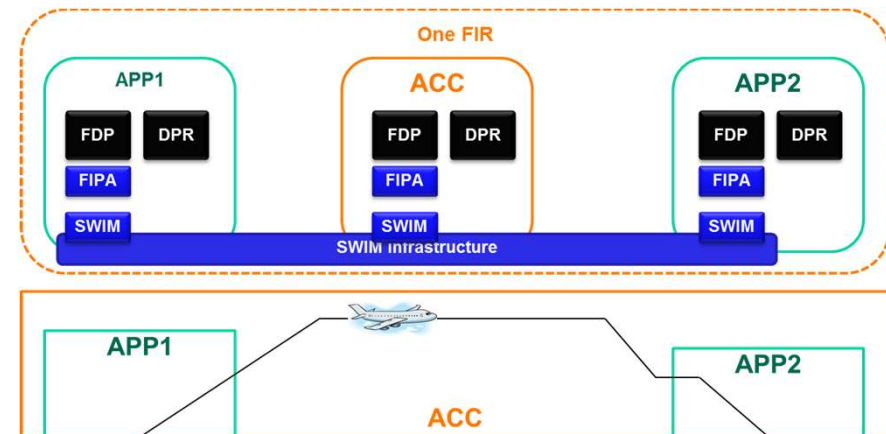 One FIR
APP1
ACC
APP2
FDP DPR
FDP DPR
FDP DPR
FIPA
FIPA
FIPA
SWIM
SWIM
SWIM
SWIM infrastructure
APP1
APP2
ACC